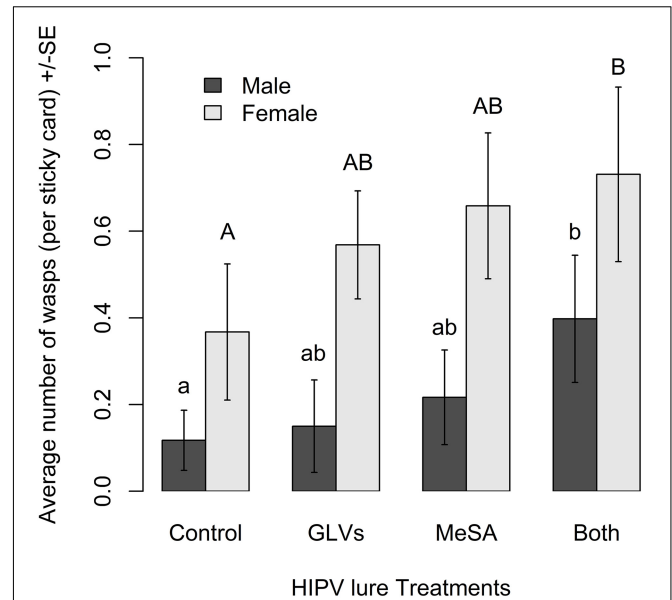 Average number of wasps (per sticky card) +/-SE
1.0
0.8
0.6
0.4
0.2
0.0
Male
Female
a
A
ab
AB
ab
AB
b
B
Control GLVs MeSA Both
HIPV lure Treatments